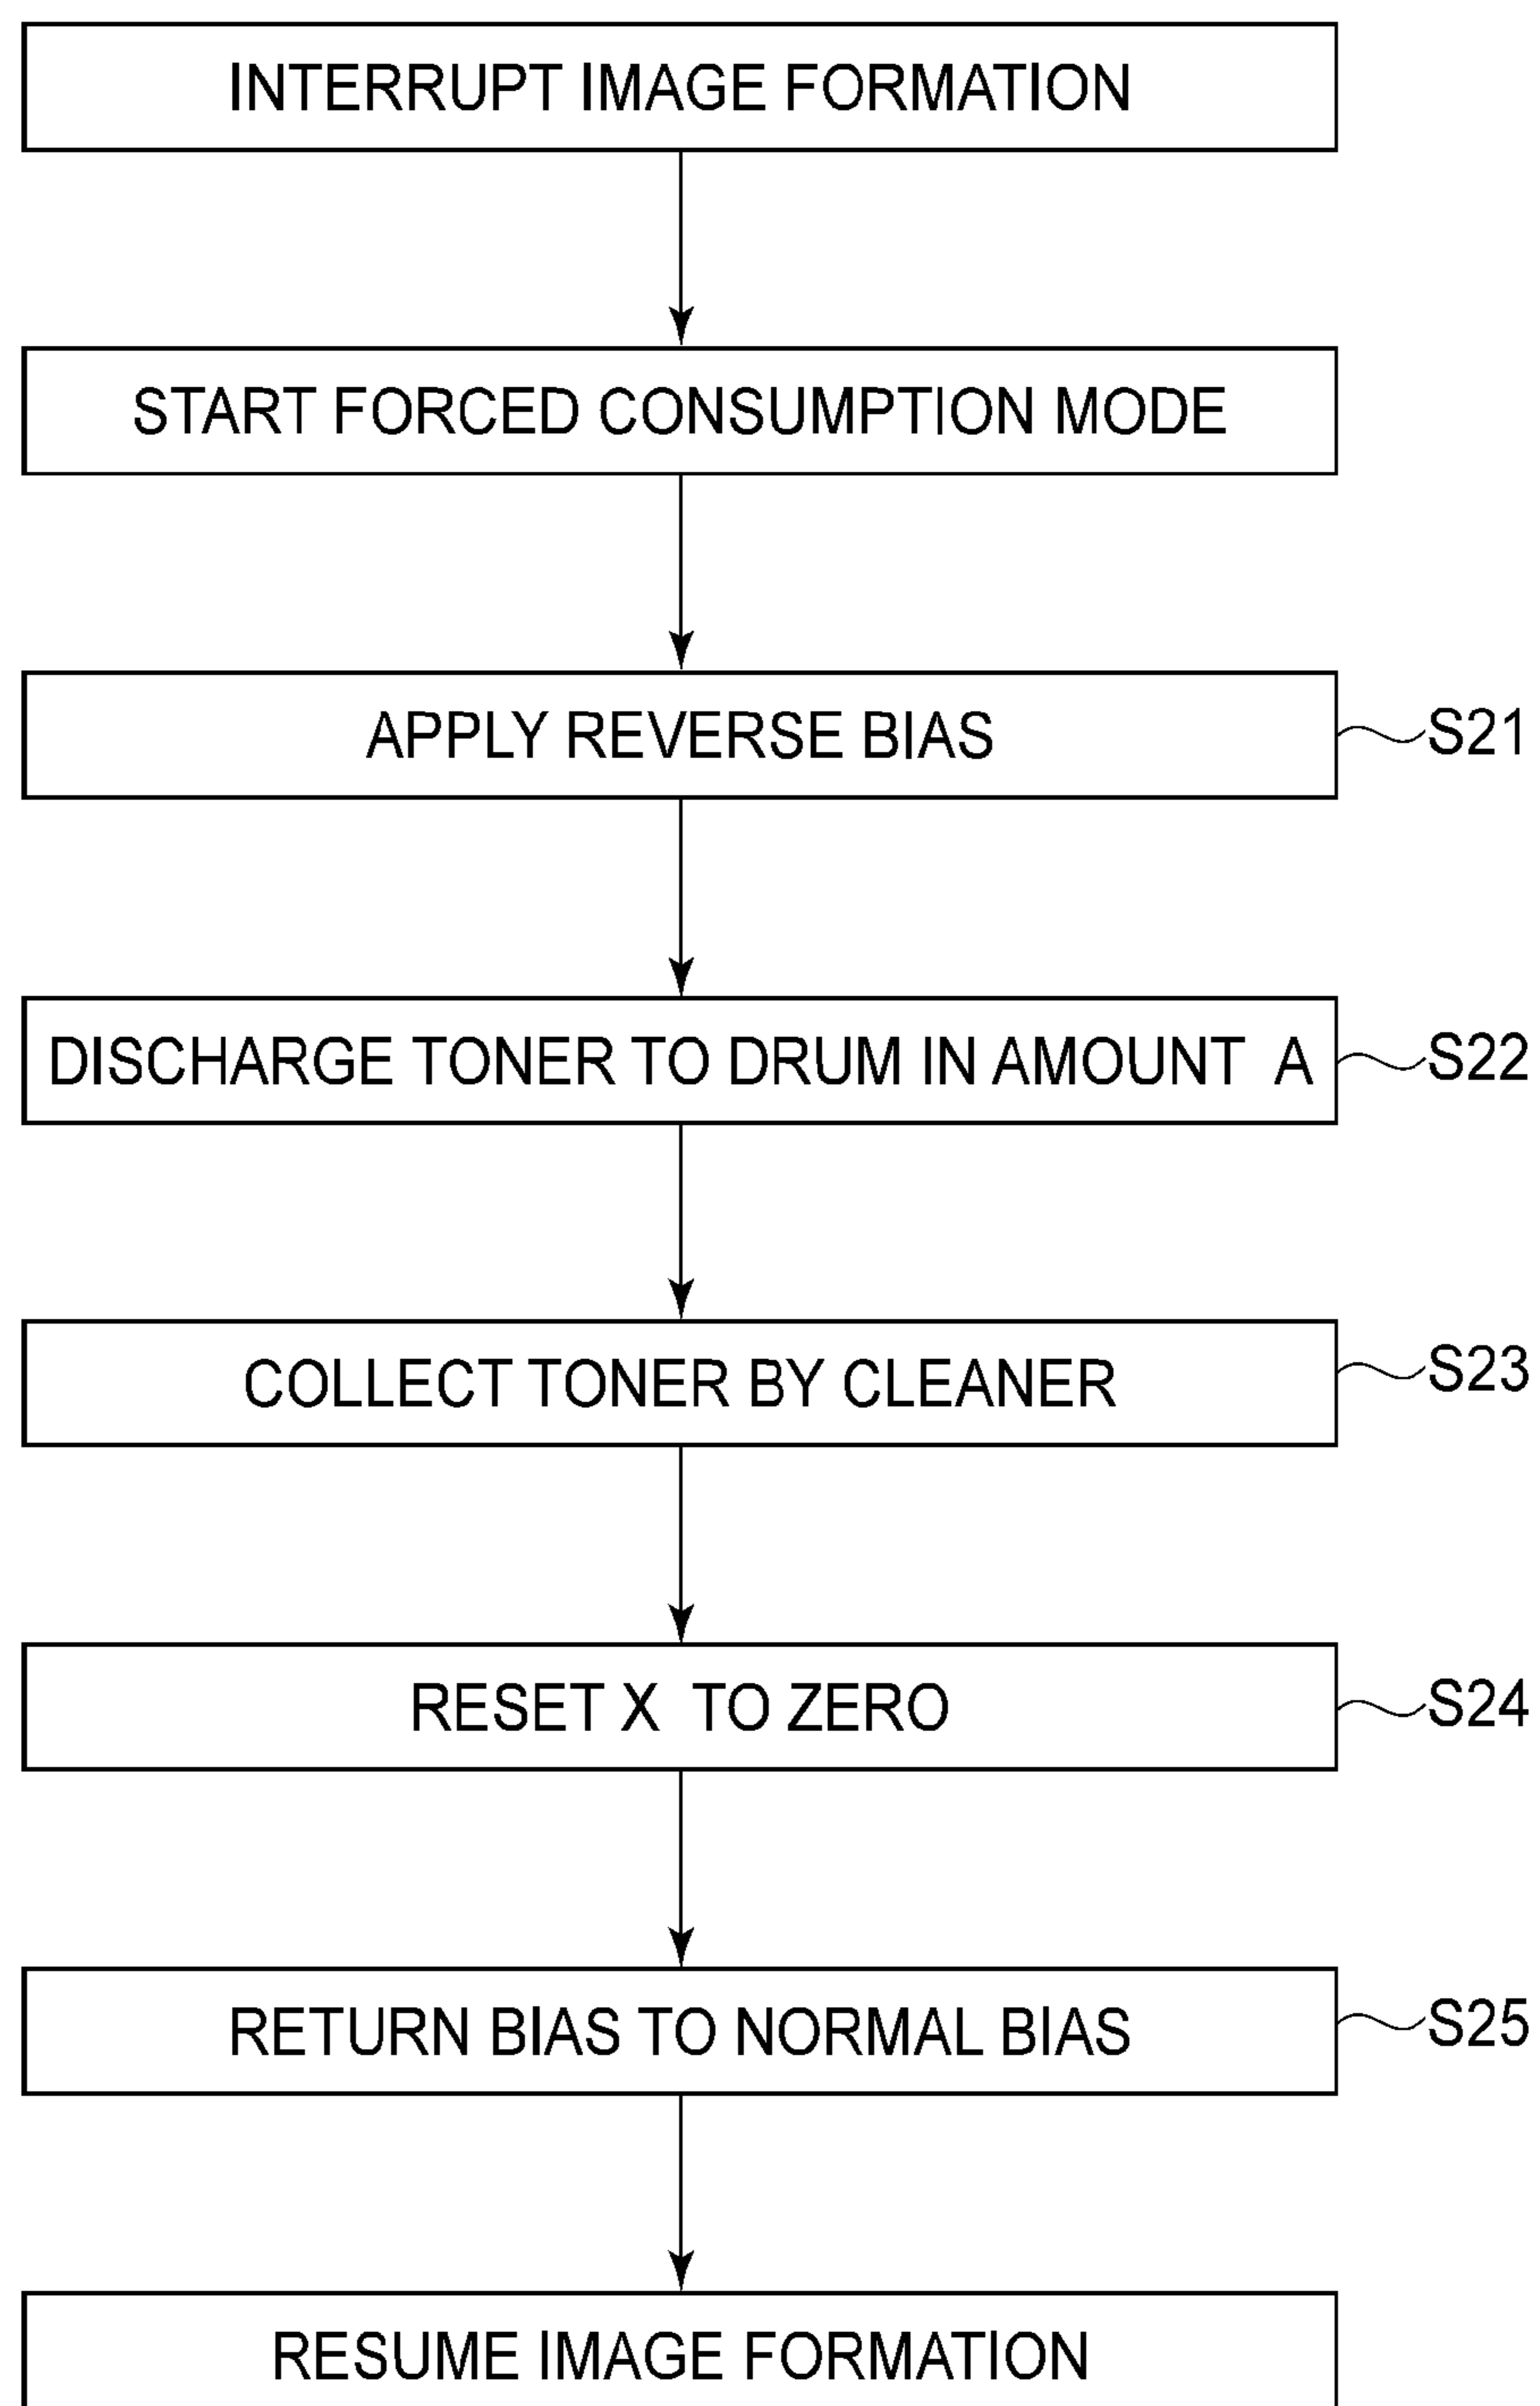 INTERRUPT IMAGE FORMATION
START FORCED CONSUMPTION MODE
APPLY REVERSE BIAS
S21
DISCHARGE TONER TO DRUM IN AMOUNT A
S22
COLLECT TONER BY CLEANER
S23
RESET X TO ZERO
S24
RETURN BIAS TO NORMAL BIAS
S25
RESUME IMAGE FORMATION